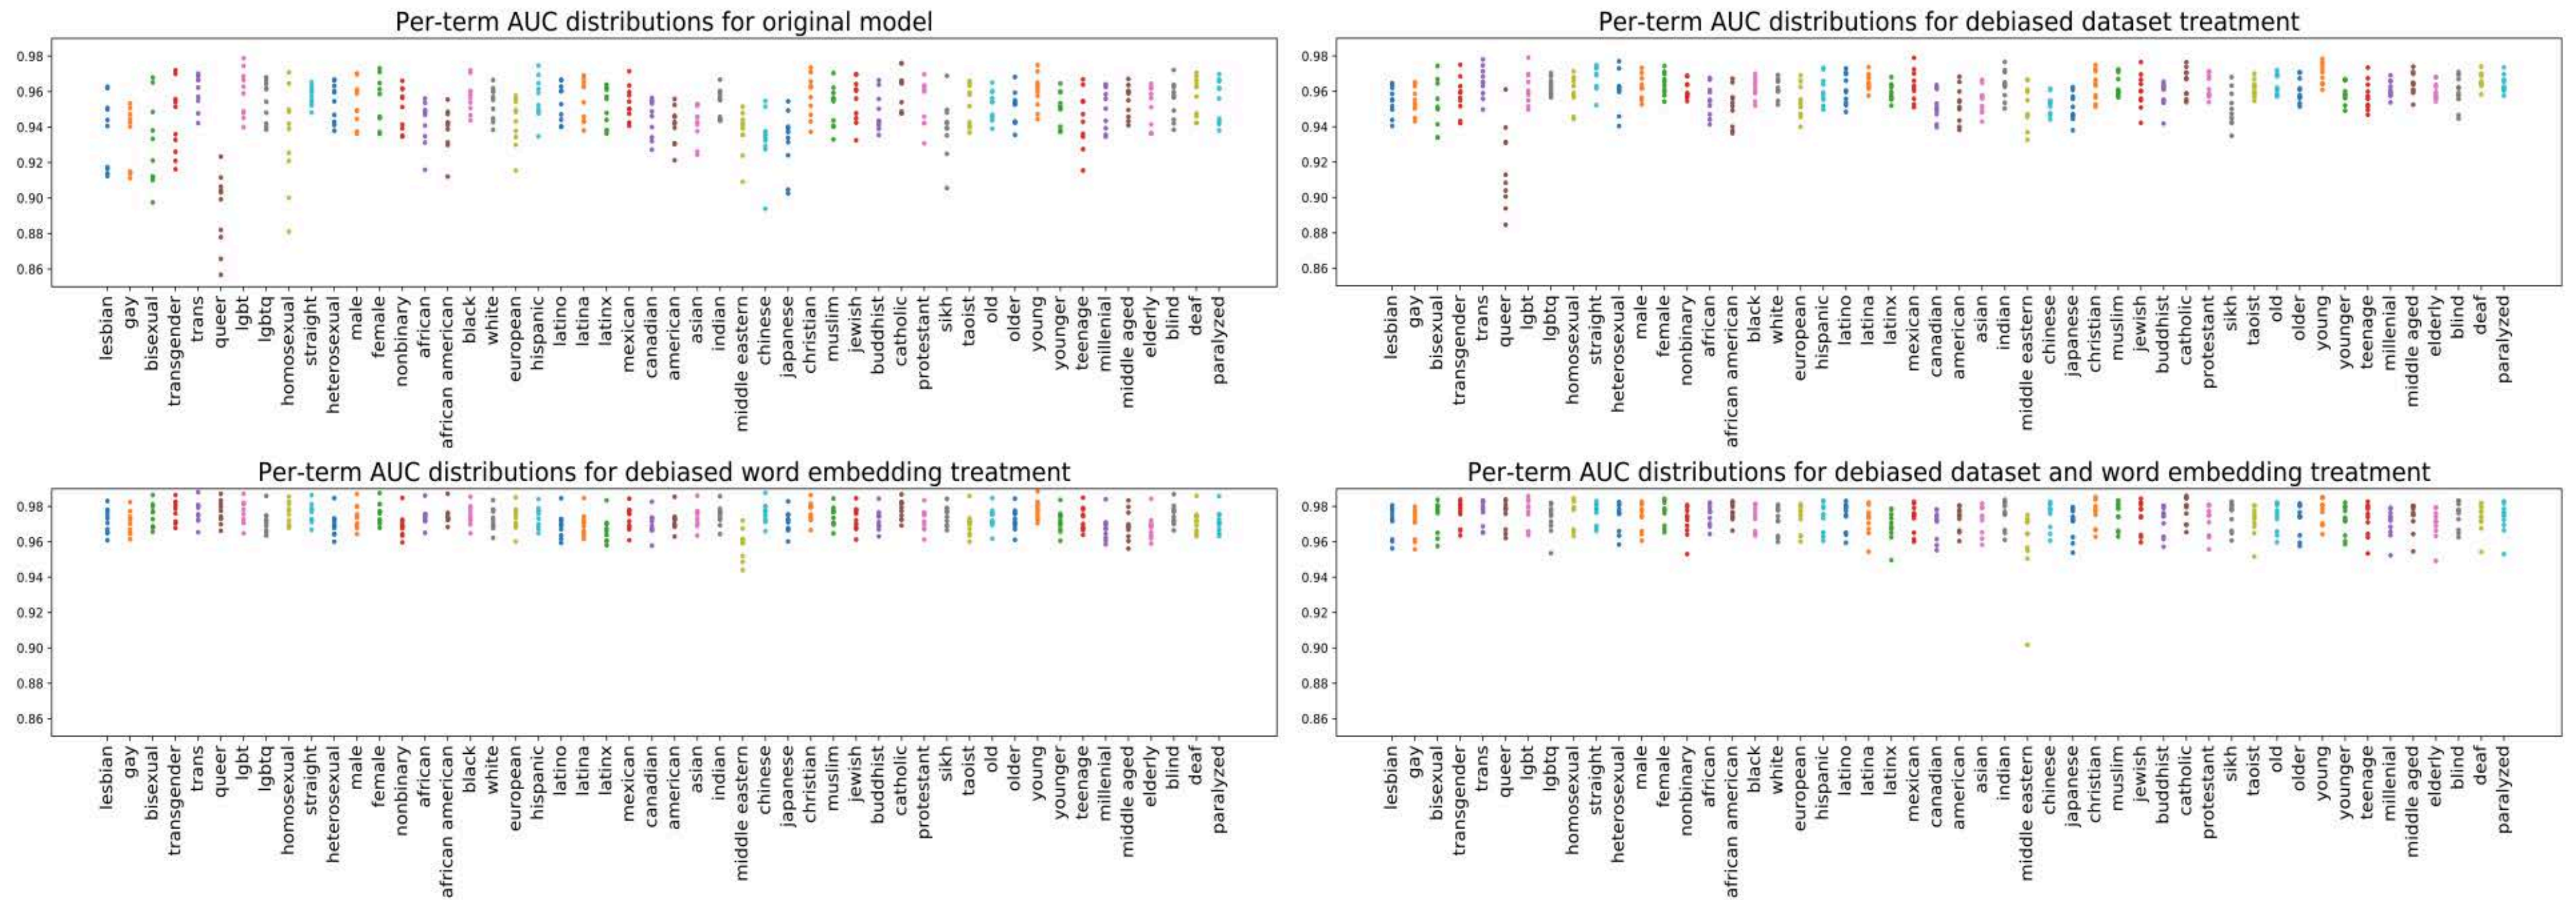 Per-term AUC distributions for original model
0.98
0.96
0.94
0.92
0.90
0.88
0.86
lesbian
gay
bisexual
transgender
trans
queer
lgbt
lgbtq
homosexual
straight
heterosexual
male
female
nonbinary
african
african american
black
white
european
hispanic
latino
latina
latinx
mexican
canadian
american
asian
indian
middle eastern
chinese
japanese
christian
muslim
jewish
buddhist
catholic
protestant
sikh
taoist
old
older
young
younger
teenage
millenial
middle aged
elderly
blind
deaf
paralyzed
Per-term AUC distributions for debiased dataset treatment
0.98
0.96
0.94
0.92
0.90
0.88
0.86
lesbian
gay
bisexual
transgender
trans
queer
lgbt
lgbtq
homosexual
straight
heterosexual
male
female
nonbinary
african
african american
black
white
european
hispanic
latino
latina
latinx
mexican
canadian
american
asian
indian
middle eastern
chinese
japanese
christian
muslim
jewish
buddhist
catholic
protestant
sikh
taoist
old
older
young
younger
teenage
millenial
middle aged
elderly
blind
deaf
paralyzed
Per-term AUC distributions for debiased word embedding treatment
0.98
0.96
0.94
0.92
0.90
0.88
0.86
lesbian
gay
bisexual
transgender
trans
queer
lgbt
lgbtq
homosexual
straight
heterosexual
male
female
nonbinary
african
african american
black
white
european
hispanic
latino
latina
latinx
mexican
canadian
american
asian
indian
middle eastern
chinese
japanese
christian
muslim
jewish
buddhist
catholic
protestant
sikh
taoist
old
older
young
younger
teenage
millenial
middle aged
elderly
blind
deaf
paralyzed
Per-term AUC distributions for debiased dataset and word embedding treatment
0.98
0.96
0.94
0.92
0.90
0.88
0.86
lesbian
gay
bisexual
transgender
trans
queer
lgbt
lgbtq
homosexual
straight
heterosexual
male
female
nonbinary
african
african american
black
white
european
hispanic
latino
latina
latinx
mexican
canadian
american
asian
indian
middle eastern
chinese
japanese
christian
muslim
jewish
buddhist
catholic
protestant
sikh
taoist
old
older
young
younger
teenage
millenial
middle aged
elderly
blind
deaf
paralyzed